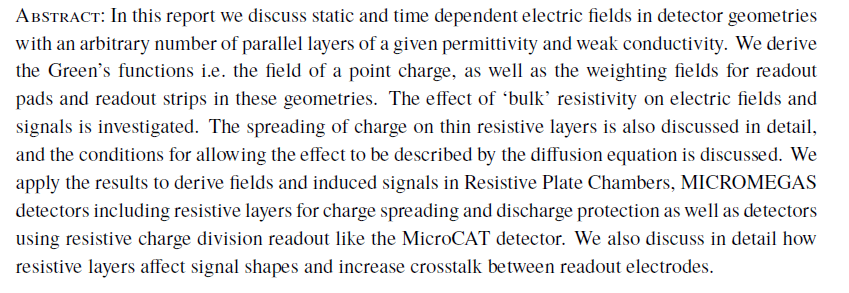 ABSTRACT: In this report we discuss static and time dependent electric fields in detector geometries
with an arbitrary number of parallel layers of a given permittivity and weak conductivity. We derive
the Green's functions i.e. the field of a point charge, as well as the weighting fields for readout
pads and readout strips in these geometries. The effect of ‘bulk’ resistivity on electric fields and
signals is investigated. The spreading of charge on thin resistive layers is also discussed in detail,
and the conditions for allowing the effect to be described by the diffusion equation is discussed. We
apply the results to derive fields and induced signals in Resistive Plate Chambers, MICROMEGAS
detectors including resistive layers for charge spreading and discharge protection as well as detectors
using resistive charge division readout like the MicroCAT detector. We also discuss in detail how
resistive layers affect signal shapes and increase crosstalk between readout electrodes.